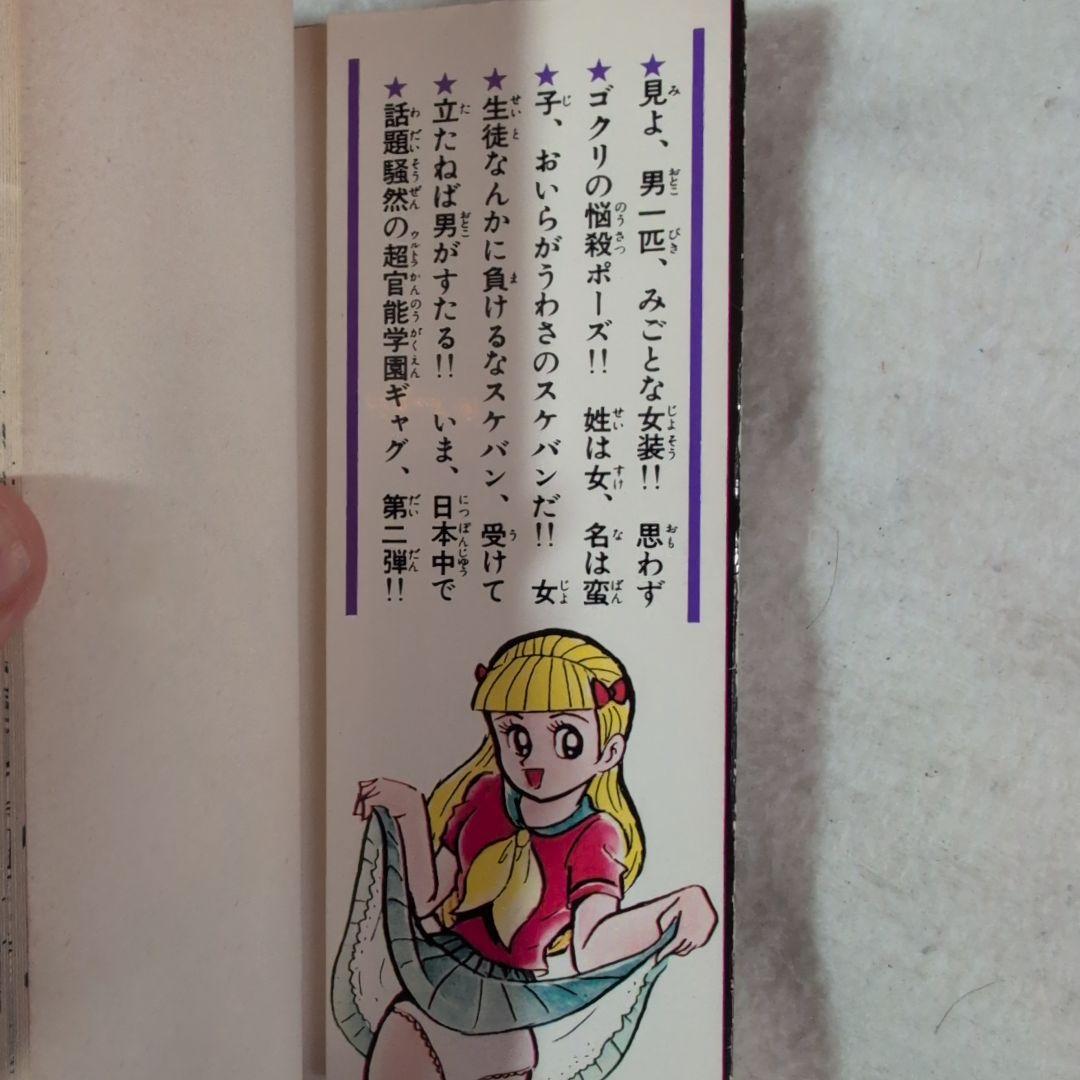 ★見よ、男一匹、みごとな女装!! 思わず
★ゴクリの悩殺ポーズ!! 姓は女、名は蛮
★子、おいらがうわさのスケバンだ!! 女
★生徒なんかに負けるなスケバン、受けて
★立たねば男がすたる!! いま、日本中で
★話題騒然の超官能学園ギャグ、第二弾!!